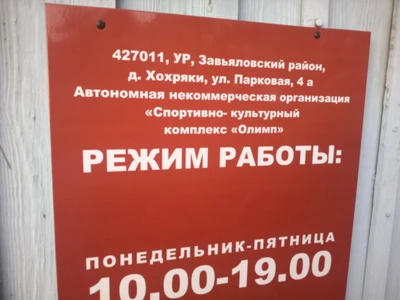 427011, УР, Завьяловский район,
д. Хохряки, ул. Парковая, 4 а
Автономная некоммерческая организация
«Спортивно- культурный
комплекс «Олимп»
РЕЖИМ РАБОТЫ:
ПОНЕДЕЛЬНИК-ПЯТНИЦА
10.00-19.00